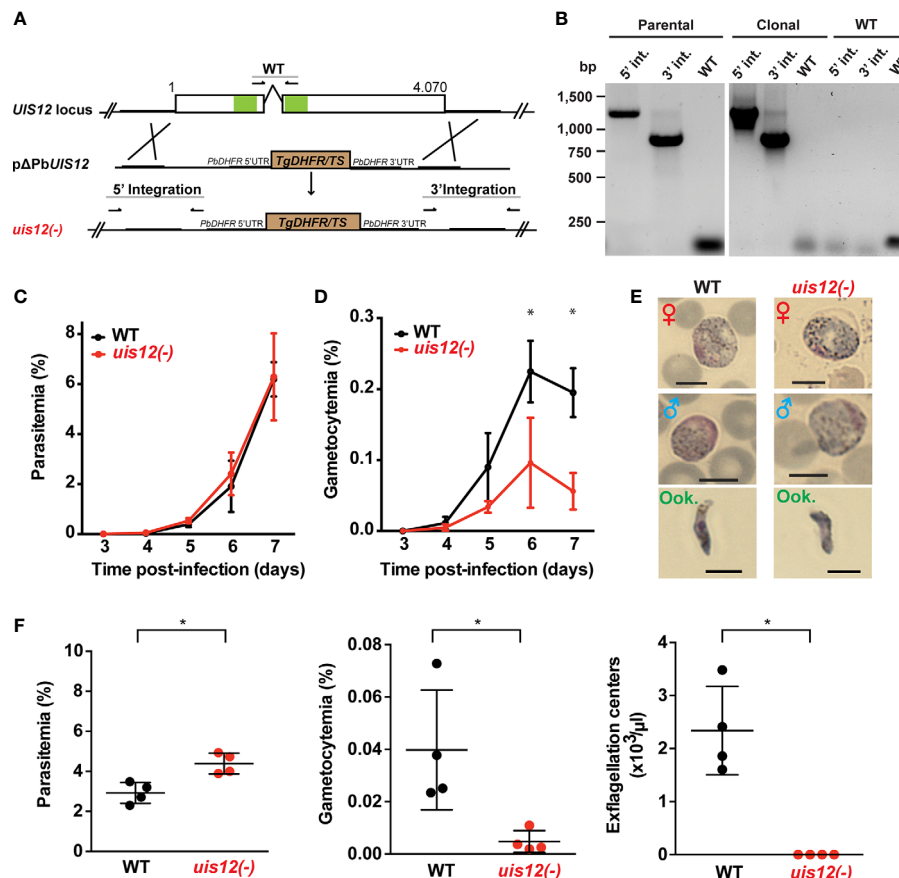 A
WT
1
4.070
UIS12 locus
pΔPbUIS12
PbDHFR 5'UTR
TgDHFR/TS
PbDHFR 3'UTR
5' Integration
3'Integration
uis12(-)
PbDHFR 5'UTR
TgDHFR/TS
PbDHFR 3'UTR
B
Parental
Clonal
WT
bp
5' int.
3' int.
WT
5' int.
3' int.
WT
5' int.
3' int.
WT
1,500
1,000
750
500
250
C
WT
uis12(-)
Parasitemia (%)
8
6
4
2
0
3 4 5 6 7
Time post-infection (days)
D
WT
uis12(-)
* *
Gametocytemia (%)
0.3
0.2
0.1
0.0
3 4 5 6 7
Time post-infection (days)
E
WT
uis12(-)
♀ ♀
♂ ♂
Ook. Ook.
F
*
Parasitemia (%)
10
8
6
4
2
0
WT uis12(-)
*
Gametocytemia (%)
0.08
0.06
0.04
0.02
0.00
WT uis12(-)
*
Exflagellation centers
(x10³/µl)
4
3
2
1
0
WT uis12(-)